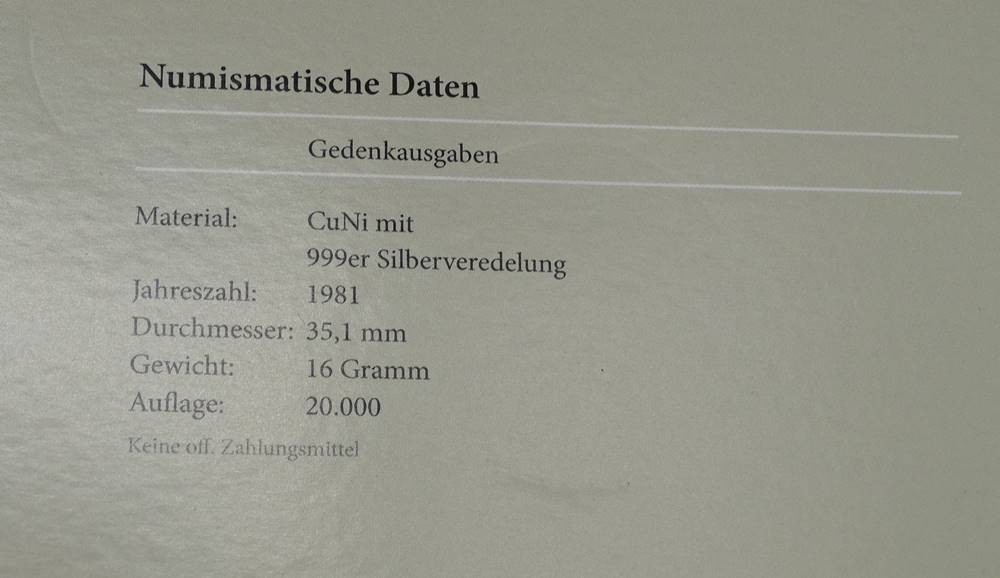 Numismatische Daten
Gedenkausgaben
Material: CuNi mit
999er Silberveredelung
Jahreszahl: 1981
Durchmesser: 35,1 mm
Gewicht: 16 Gramm
Auflage: 20.000
Keine off. Zahlungsmittel